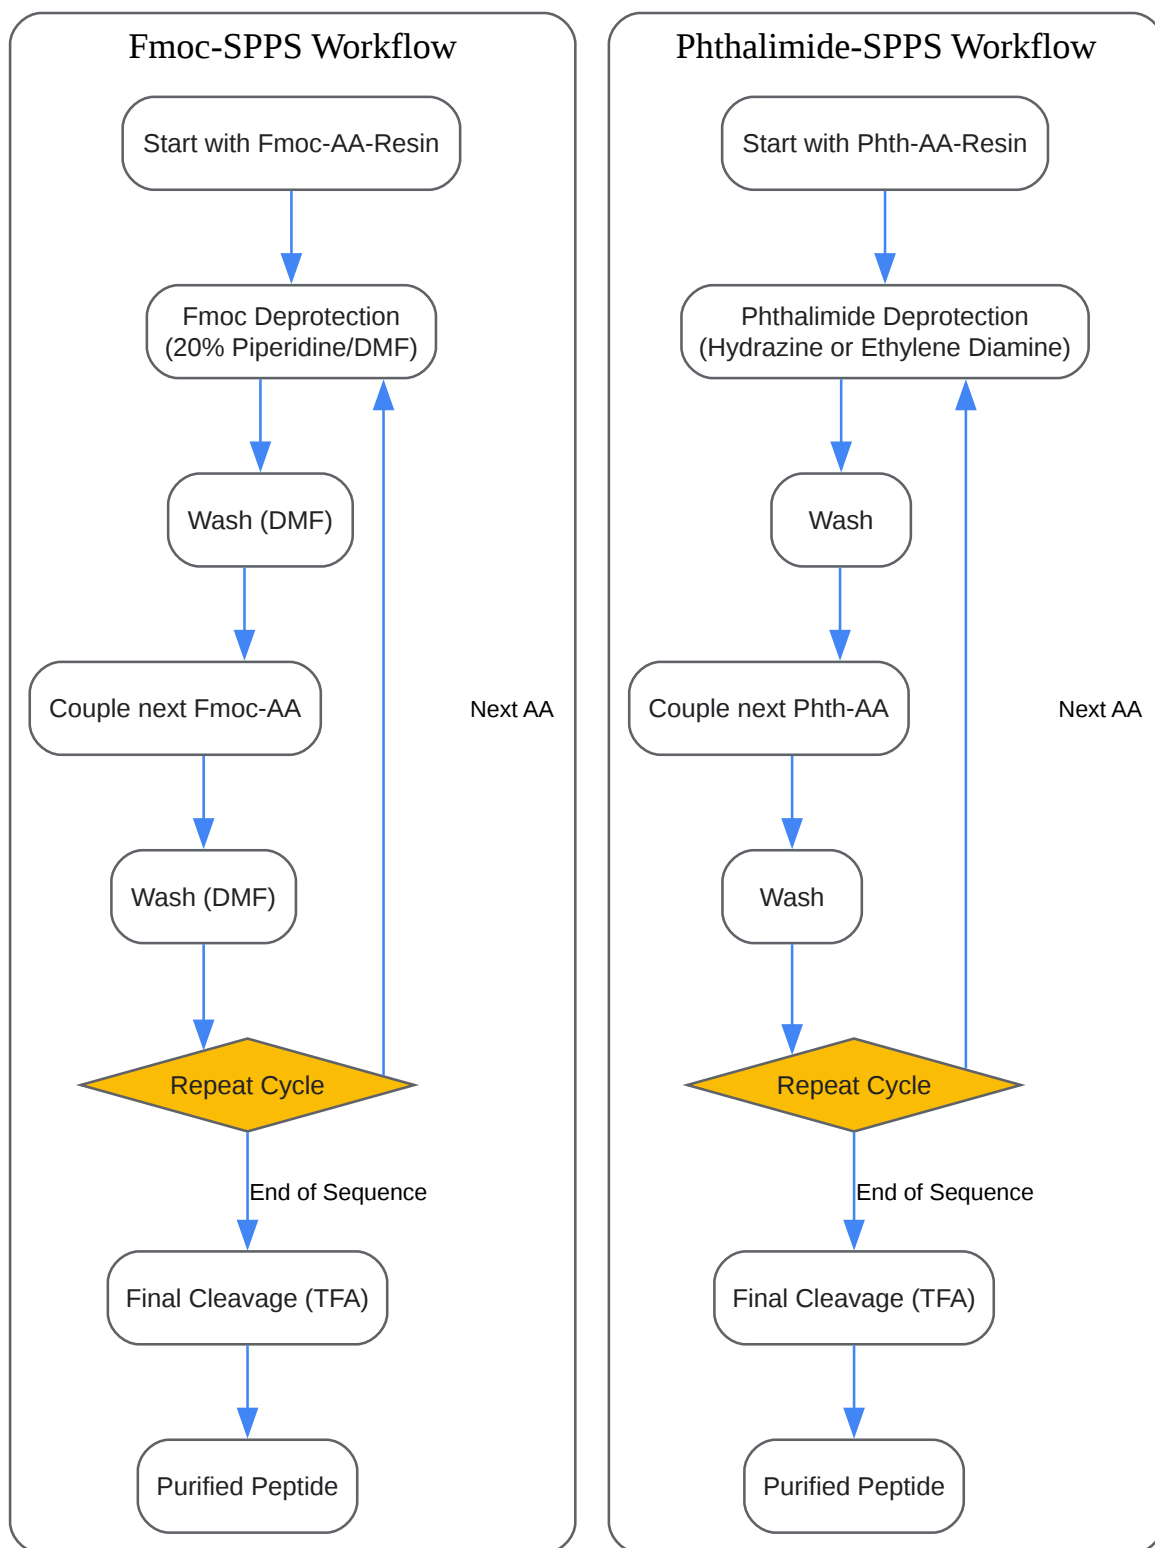 Fmoc-SPPS Workflow
Start with Fmoc-AA-Resin
Fmoc Deprotection
(20% Piperidine/DMF)
Wash (DMF)
Couple next Fmoc-AA
Next AA
Wash (DMF)
Repeat Cycle
End of Sequence
Final Cleavage (TFA)
Purified Peptide
Phthalimide-SPPS Workflow
Start with Phth-AA-Resin
Phthalimide Deprotection
(Hydrazine or Ethylene Diamine)
Wash
Couple next Phth-AA
Next AA
Wash
Repeat Cycle
End of Sequence
Final Cleavage (TFA)
Purified Peptide